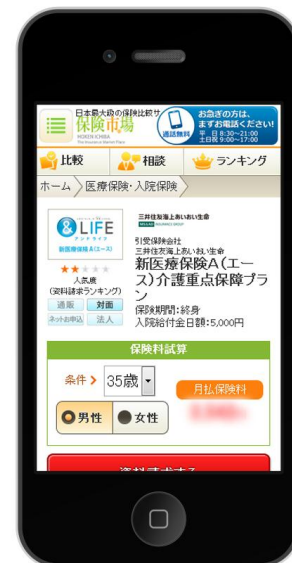 日本最大級の保険比較サ
保険市場
HOKEN ICHIBA
The Insurance Market Place
通話無料
お急ぎの方は、
まずお電話ください!
平 日 8:30~21:00
土日祝 9:00~17:00
比較
相談
ランキング
ホーム
医療保険・入院保険
&LIFE
アンドライフ
新医療保険A(エース)
人気度
(資料請求ランキング)
通販
対面
ネットお申込
法人
三井住友海上あいおい生命
MS&AD INSURANCE GROUP
引受保険会社
三井住友海上あいおい生命
新医療保険A(エー
ス)介護重点保障プラ
ン
保険期間:終身
入院給付金日額:5,000円
保険料試算
条件
35歳
男性
女性
月払保険料
資料請求する